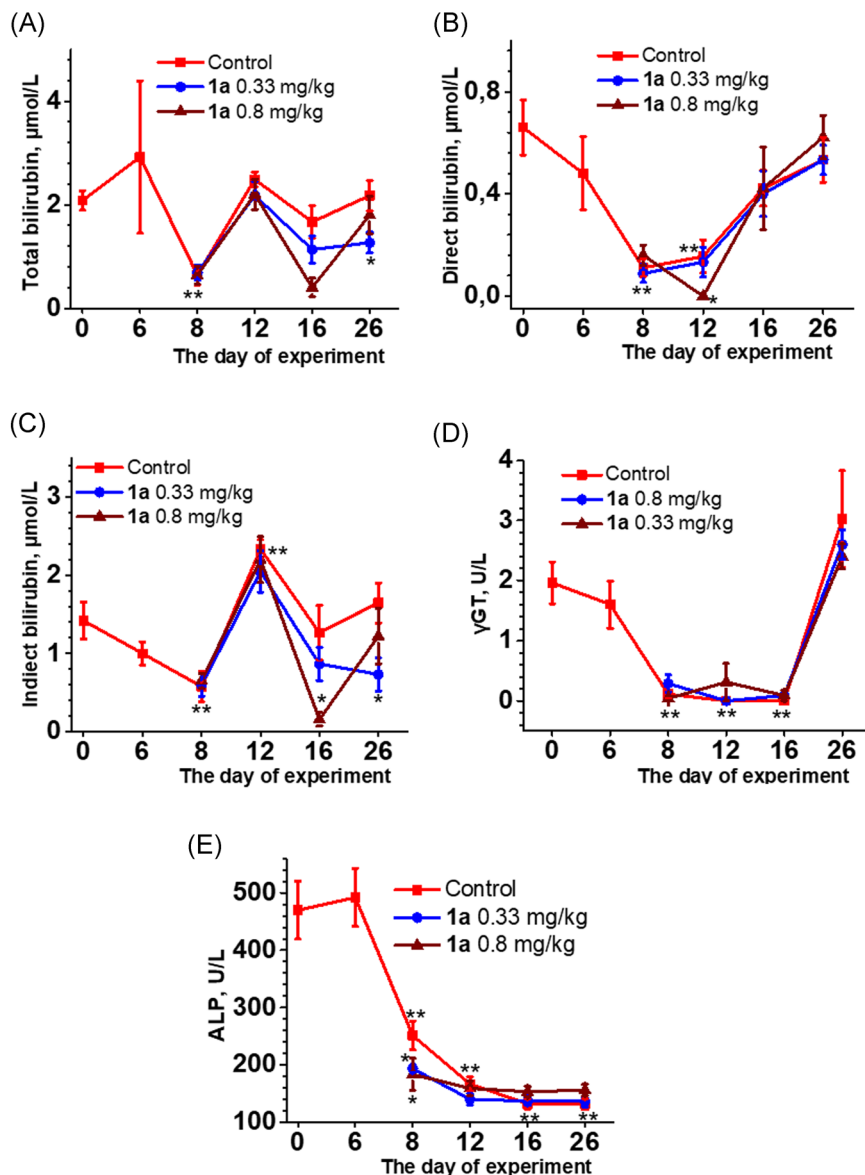 (A)
Control
1a 0.33 mg/kg
1a 0.8 mg/kg
Total bilirubin, µmol/L
4
2
0
**
*
0 6 8 12 16 26
The day of experiment
(B)
Control
1a 0.33 mg/kg
1a 0.8 mg/kg
Direct bilirubin, µmol/L
0,8
0,4
0,0
**
**
*
0 6 8 12 16 26
The day of experiment
(C)
Control
1a 0.33 mg/kg
1a 0.8 mg/kg
Indiect bilirubin, µmol/L
3
2
1
0
**
**
*
*
0 6 8 12 16 26
The day of experiment
(D)
Control
1a 0.8 mg/kg
1a 0.33 mg/kg
γGT, U/L
4
3
2
1
0
** ** **
0 6 8 12 16 26
The day of experiment
(E)
Control
1a 0.33 mg/kg
1a 0.8 mg/kg
ALP, U/L
500
400
300
200
100
**
*
*
**
** **
0 6 8 12 16 26
The day of experiment